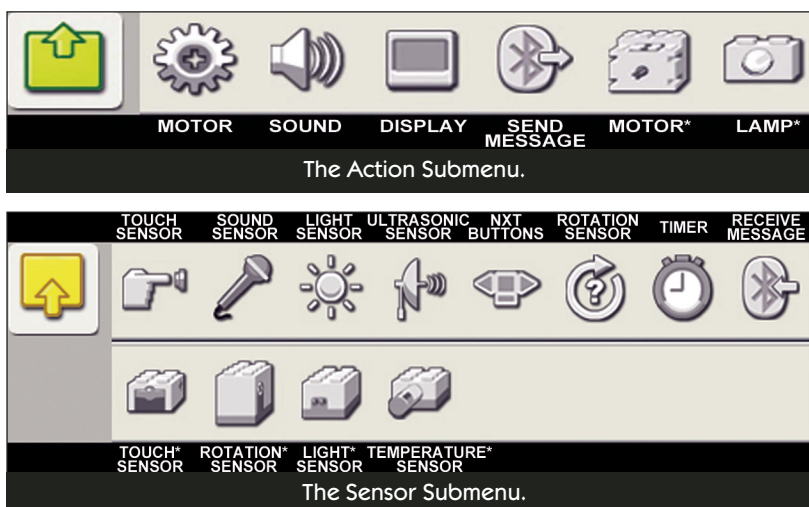 MOTOR SOUND DISPLAY SEND MESSAGE MOTOR* LAMP*
The Action Submenu.
TOUCH SENSOR SOUND SENSOR LIGHT SENSOR ULTRASONIC SENSOR NXT BUTTONS ROTATION SENSOR TIMER RECEIVE MESSAGE
?
TOUCH* SENSOR ROTATION* SENSOR LIGHT* SENSOR TEMPERATURE* SENSOR
The Sensor Submenu.